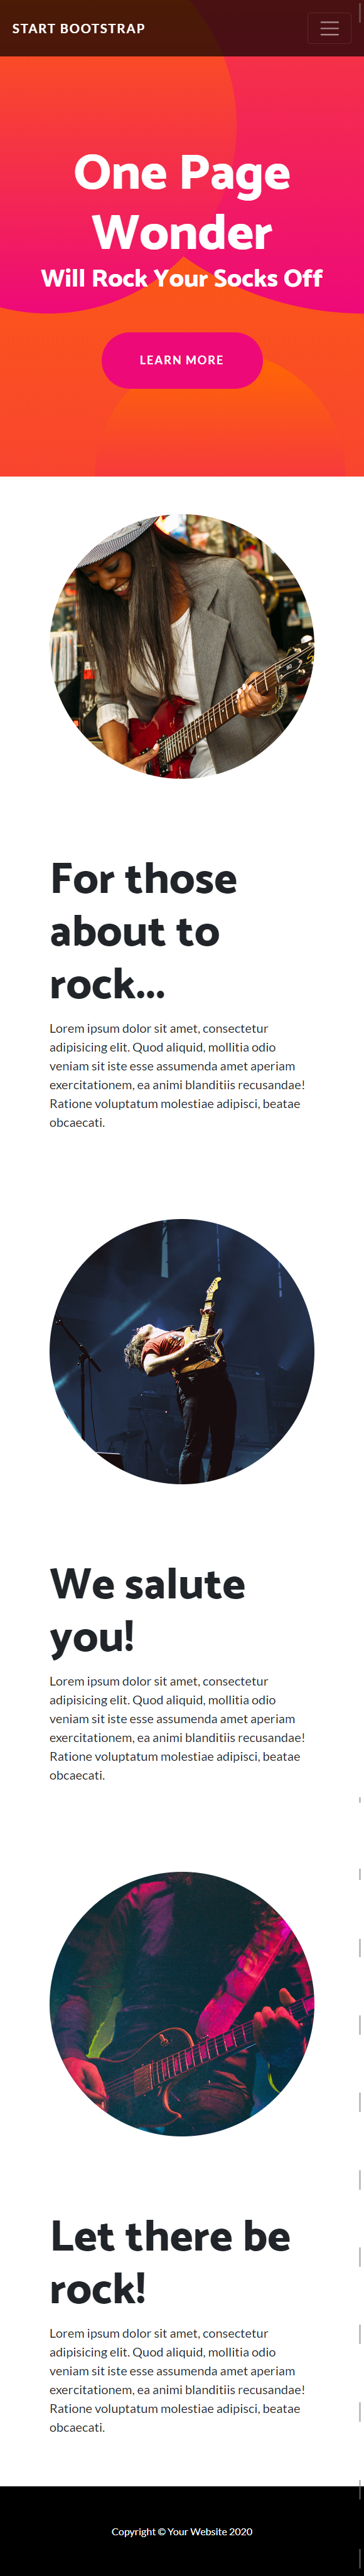 START BOOTSTRAP
One Page
Wonder
Will Rock Your Socks Off
LEARN MORE
For those
about to
rock...
Lorem ipsum dolor sit amet, consectetur
adipisicing elit. Quod aliquid, mollitia odio
veniam sit iste esse assumenda amet aperiam
exercitationem, ea animi blanditiis recusandae!
Ratione voluptatum molestiae adipisci, beatae
obcaecati.
We salute
you!
Lorem ipsum dolor sit amet, consectetur
adipisicing elit. Quod aliquid, mollitia odio
veniam sit iste esse assumenda amet aperiam
exercitationem, ea animi blanditiis recusandae!
Ratione voluptatum molestiae adipisci, beatae
obcaecati.
Let there be
rock!
Lorem ipsum dolor sit amet, consectetur
adipisicing elit. Quod aliquid, mollitia odio
veniam sit iste esse assumenda amet aperiam
exercitationem, ea animi blanditiis recusandae!
Ratione voluptatum molestiae adipisci, beatae
obcaecati.
Copyright © Your Website 2020